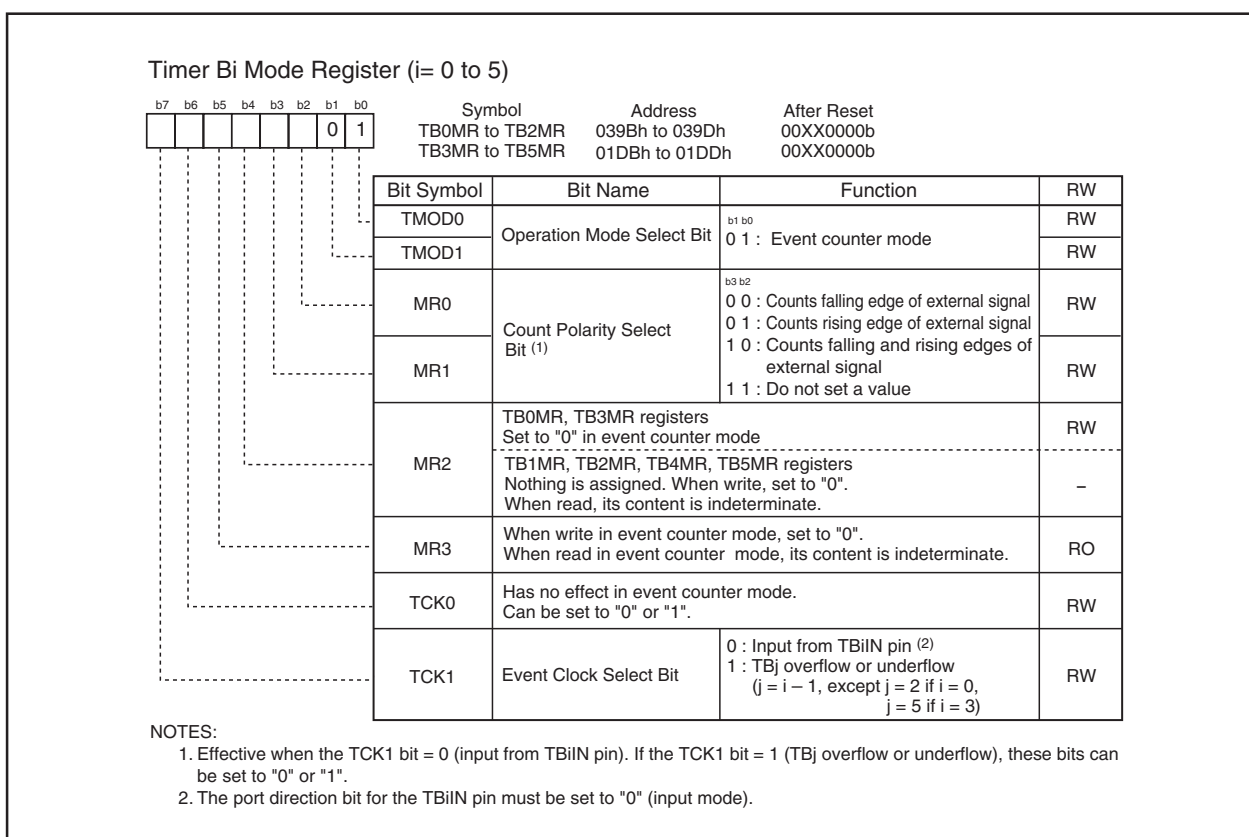 Timer Bi Mode Register (i= 0 to 5)
b7 b6 b5 b4 b3 b2 b1 b0
0 1
Symbol Address After Reset
TB0MR to TB2MR 039Bh to 039Dh 00XX0000b
TB3MR to TB5MR 01DBh to 01DDh 00XX0000b
Bit Symbol Bit Name Function RW
TMOD0 RW
Operation Mode Select Bit
b1 b0
0 1 : Event counter mode
TMOD1 RW
MR0 RW
Count Polarity Select
Bit (1)
b3 b2
0 0 : Counts falling edge of external signal
0 1 : Counts rising edge of external signal
1 0 : Counts falling and rising edges of
external signal
1 1 : Do not set a value
MR1 RW
MR2
TB0MR, TB3MR registers
Set to "0" in event counter mode
RW
TB1MR, TB2MR, TB4MR, TB5MR registers
Nothing is assigned. When write, set to "0".
When read, its content is indeterminate.
–
MR3
When write in event counter mode, set to "0".
When read in event counter mode, its content is indeterminate.
RO
TCK0
Has no effect in event counter mode.
Can be set to "0" or "1".
RW
TCK1
Event Clock Select Bit
0 : Input from TBiIN pin (2)
1 : TBj overflow or underflow
(j = i – 1, except j = 2 if i = 0,
j = 5 if i = 3)
RW
NOTES:
1. Effective when the TCK1 bit = 0 (input from TBiIN pin). If the TCK1 bit = 1 (TBj overflow or underflow), these bits can
be set to "0" or "1".
2. The port direction bit for the TBiIN pin must be set to "0" (input mode).